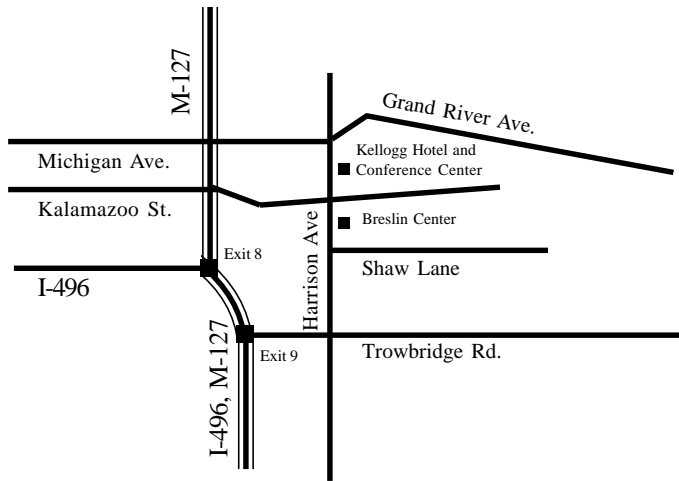 M-127
Grand River Ave.
Michigan Ave.
Kellogg Hotel and
Conference Center
Kalamazoo St.
Breslin Center
Harrison Ave
Exit 8
Shaw Lane
I-496
I-496, M-127
Exit 9
Trowbridge Rd.